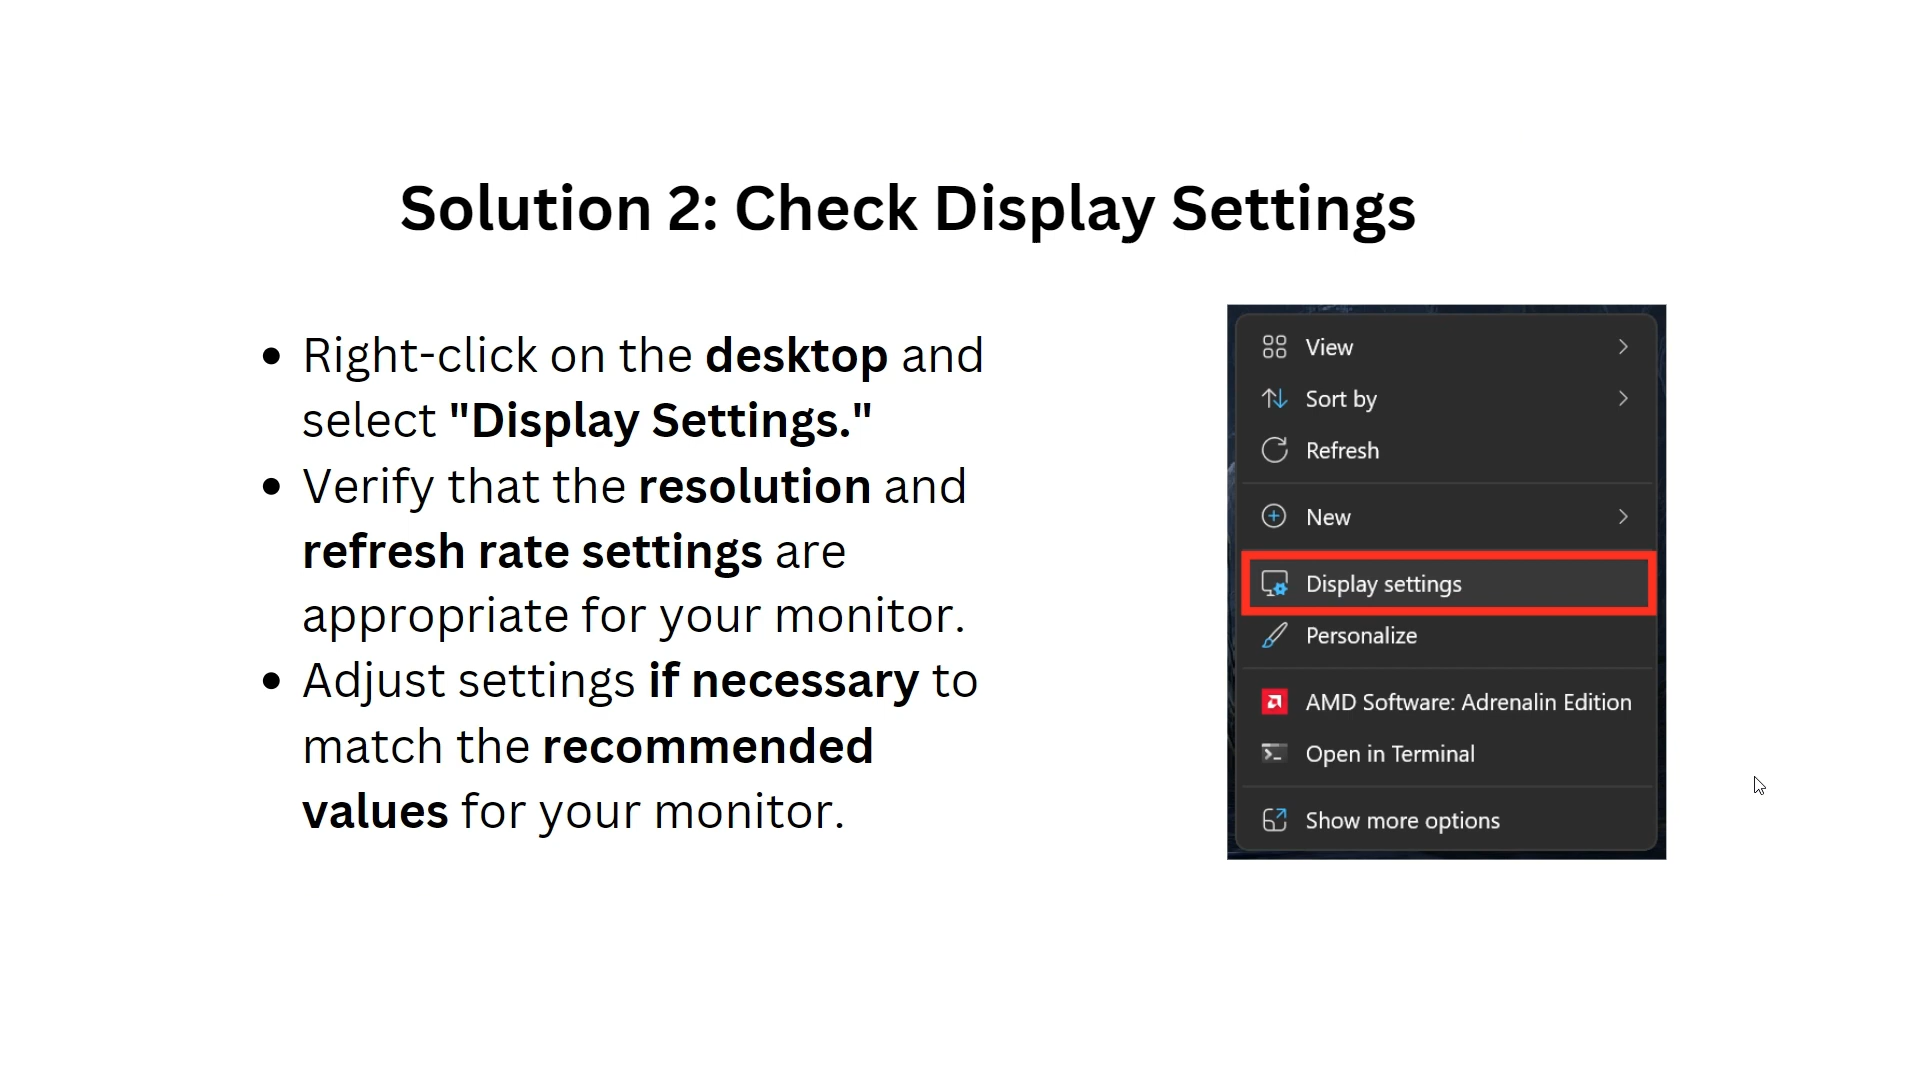 Solution 2: Check Display Settings
• Right-click on the desktop and
select "Display Settings."
• Verify that the resolution and
refresh rate settings are
appropriate for your monitor.
• Adjust settings if necessary to
match the recommended
values for your monitor.
View
Sort by
Refresh
New
Display settings
Personalize
AMD Software: Adrenalin Edition
Open in Terminal
Show more options